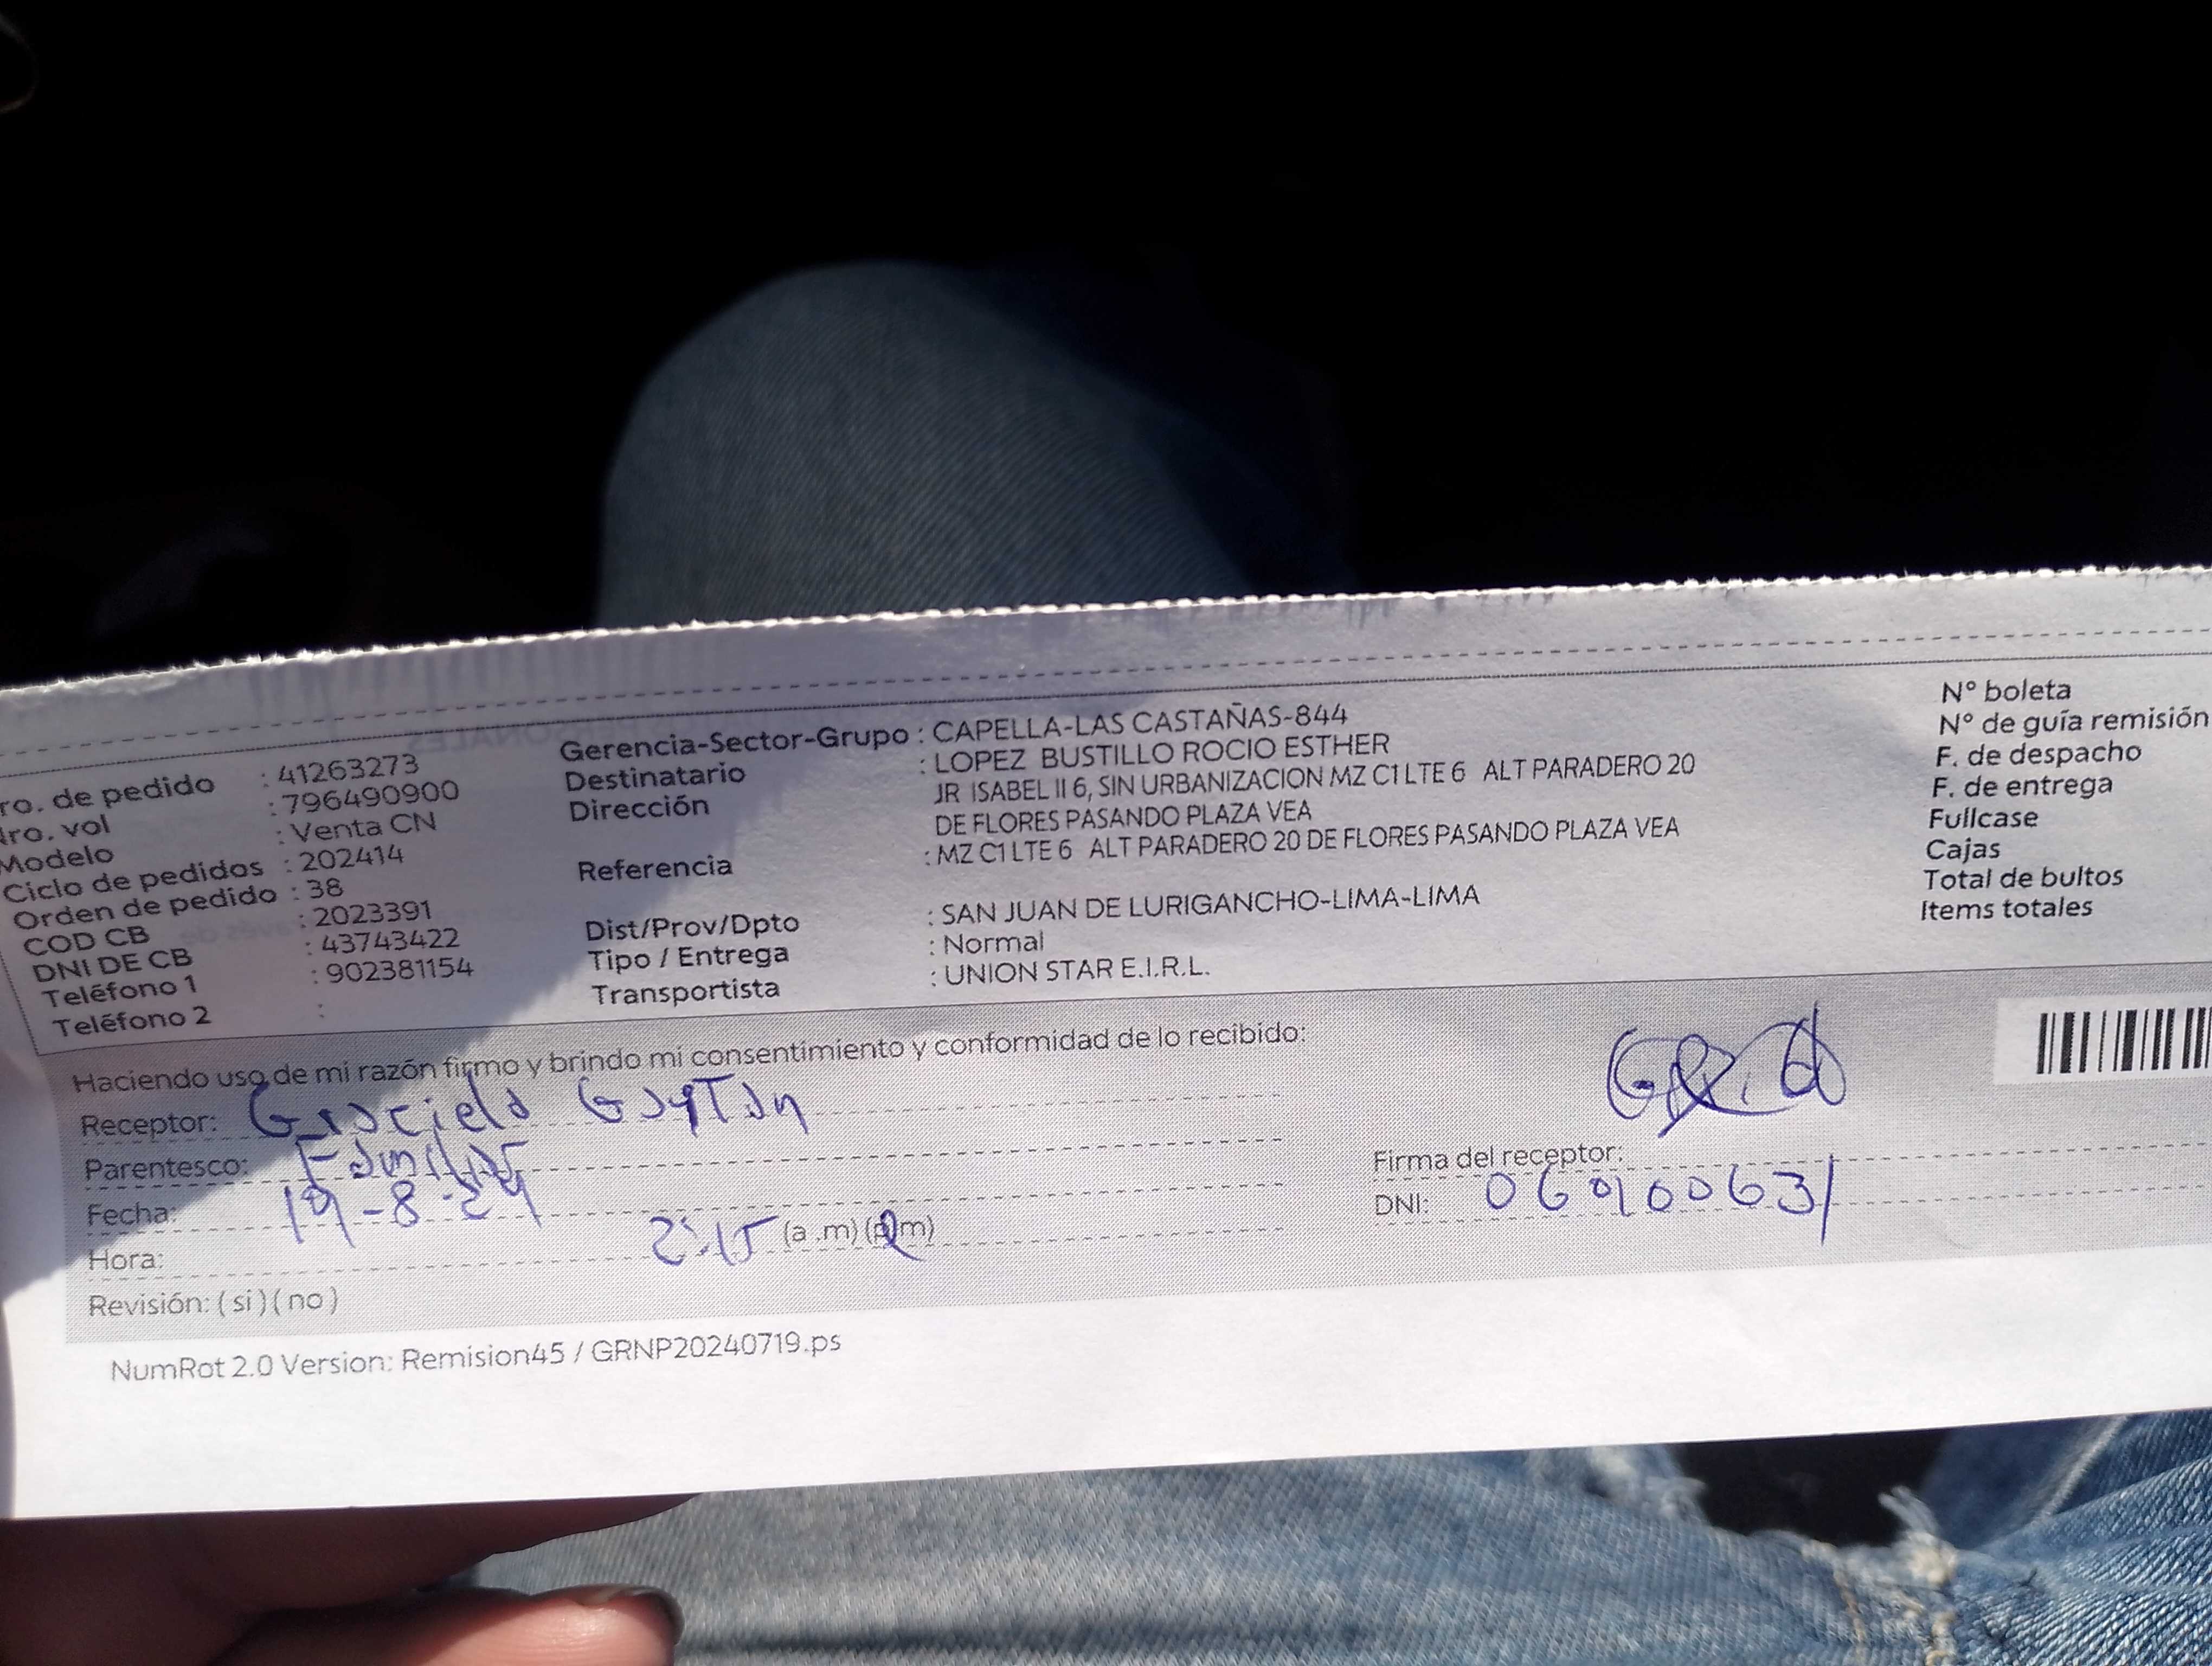 ro. de pedido : 41263273
Nro. vol : 796490900
Modelo : Venta CN
Ciclo de pedidos : 202414
Orden de pedido : 38
COD CB : 2023391
DNI DE CB : 43743422
Teléfono 1 : 902381154
Teléfono 2 :
Gerencia-Sector-Grupo : CAPELLA-LAS CASTAÑAS-844
Destinatario : LOPEZ BUSTILLO ROCIO ESTHER
Dirección JR ISABEL II 6, SIN URBANIZACION MZ C1 LTE 6 ALT PARADERO 20
DE FLORES PASANDO PLAZA VEA
Referencia : MZ C1 LTE 6 ALT PARADERO 20 DE FLORES PASANDO PLAZA VEA
Dist/Prov/Dpto : SAN JUAN DE LURIGANCHO-LIMA-LIMA
Tipo / Entrega : Normal
Transportista : UNION STAR E.I.R.L.
N° boleta
N° de guía remisión
F. de despacho
F. de entrega
Fullcase
Cajas
Total de bultos
Items totales
Haciendo uso de mi razón firmo y brindo mi consentimiento y conformidad de lo recibido:
Receptor: Graciela Gaytan
Parentesco: Familiar
Fecha: 19-8-24
Hora: 2:15 (a.m) (p.m)
Revisión: ( si ) ( no )
Firma del receptor:
DNI: 06910063/
NumRot 2.0 Version: Remision45 / GRNP20240719.ps